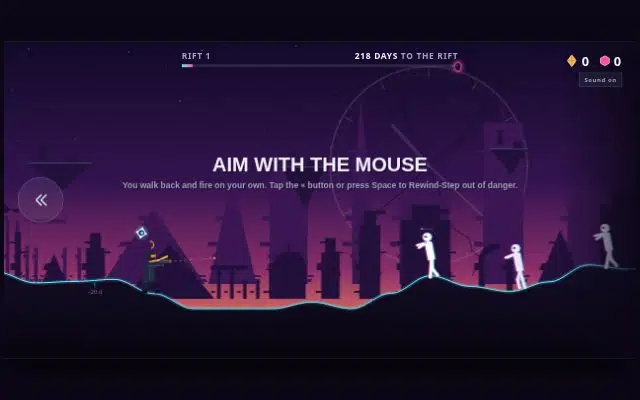 RIFT 1
218 DAYS TO THE RIFT
0 0
Sound on
AIM WITH THE MOUSE
You walk back and fire on your own. Tap the « button or press Space to Rewind-Step out of danger.
«
-20 d